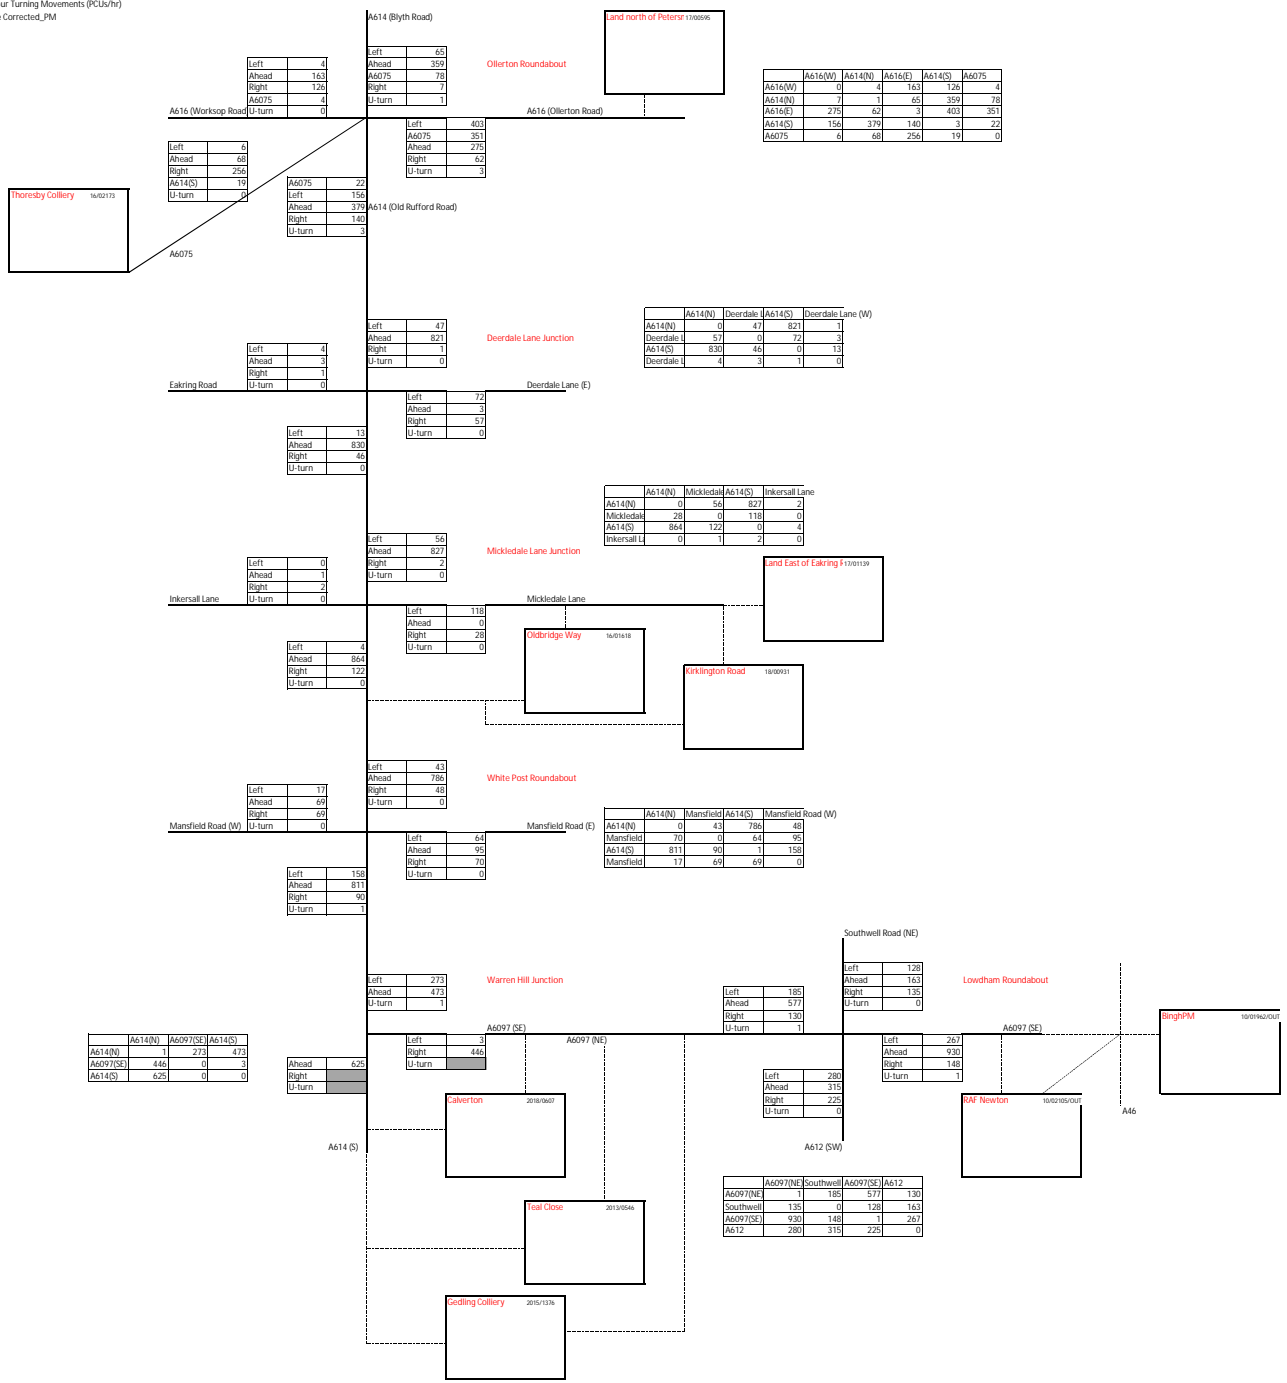 ur Turning Movements (PCUs/hr)
Corrected_PM
A614 (Blyth Road)
Land north of Petersr 17/00595
Left 65
Ahead 359
A6075 78
Right 7
U-turn 1
Ollerton Roundabout
Left 4
Ahead 163
Right 126
A6075 4
A616 (Worksop Road U-turn 0
A616 (Ollerton Road)
A616(W) A614(N) A616(E) A614(S) A6075
A616(W) 0 4 163 126 4
A614(N) 7 1 65 359 78
A616(E) 275 62 3 403 351
A614(S) 156 379 140 3 22
A6075 6 68 256 19 0
Left 403
A6075 351
Ahead 275
Right 62
U-turn 3
Left 6
Ahead 68
Right 256
A614(S) 19
U-turn 0
Thoresby Colliery 16/02173
A6075 22
Left 156
Ahead 379
Right 140
U-turn 3
A614 (Old Rufford Road)
A6075
Left 47
Ahead 821
Right 1
U-turn 0
Deerdale Lane Junction
A614(N) Deerdale L A614(S) Deerdale Lane (W)
A614(N) 0 47 821 1
Deerdale L 57 0 72 3
A614(S) 830 46 0 13
Deerdale L 4 3 1 0
Left 4
Ahead 3
Right 1
Eakring Road U-turn 0
Deerdale Lane (E)
Left 72
Ahead 3
Right 57
U-turn 0
Left 13
Ahead 830
Right 46
U-turn 0
A614(N) Mickledale A614(S) Inkersall Lane
A614(N) 0 56 827 2
Mickledale 28 0 118 0
A614(S) 864 122 0 4
Inkersall La 0 1 2 0
Left 56
Ahead 827
Right 2
U-turn 0
Mickledale Lane Junction
Left 0
Ahead 1
Right 2
Inkersall Lane U-turn 0
Mickledale Lane
Land East of Eakring F 17/01139
Left 118
Ahead 0
Right 28
U-turn 0
Oldbridge Way 16/01618
Left 4
Ahead 864
Right 122
U-turn 0
Kirklington Road 18/00931
Left 43
Ahead 786
Right 48
U-turn 0
White Post Roundabout
Left 17
Ahead 69
Right 69
Mansfield Road (W) U-turn 0
Mansfield Road (E)
A614(N) Mansfield A614(S) Mansfield Road (W)
A614(N) 0 43 786 48
Mansfield 70 0 64 95
A614(S) 811 90 1 158
Mansfield 17 69 69 0
Left 64
Ahead 95
Right 70
U-turn 0
Left 158
Ahead 811
Right 90
U-turn 1
Southwell Road (NE)
Left 273
Ahead 473
U-turn 1
Warren Hill Junction
Left 185
Ahead 577
Right 130
U-turn 1
Left 128
Ahead 163
Right 135
U-turn 0
Lowdham Roundabout
A6097 (SE)
A6097 (NE)
A6097 (SE)
BinghPM 10/01962/OUT
A614(N) A6097(SE) A614(S)
A614(N) 1 273 473
A6097(SE) 446 0 3
A614(S) 625 0 0
Ahead 625
Right
U-turn
Left 3
Right 446
U-turn
Left 267
Ahead 930
Right 148
U-turn 1
Left 280
Ahead 315
Right 225
U-turn 0
Calverton 2018/0607
RAF Newton 10/02105/OUT
A46
A614 (S)
A612 (SW)
A6097(NE) Southwell A6097(SE) A612
A6097(NE) 1 185 577 130
Southwell 135 0 128 163
A6097(SE) 930 148 1 267
A612 280 315 225 0
Teal Close 2013/0546
Gedling Colliery 2015/1376